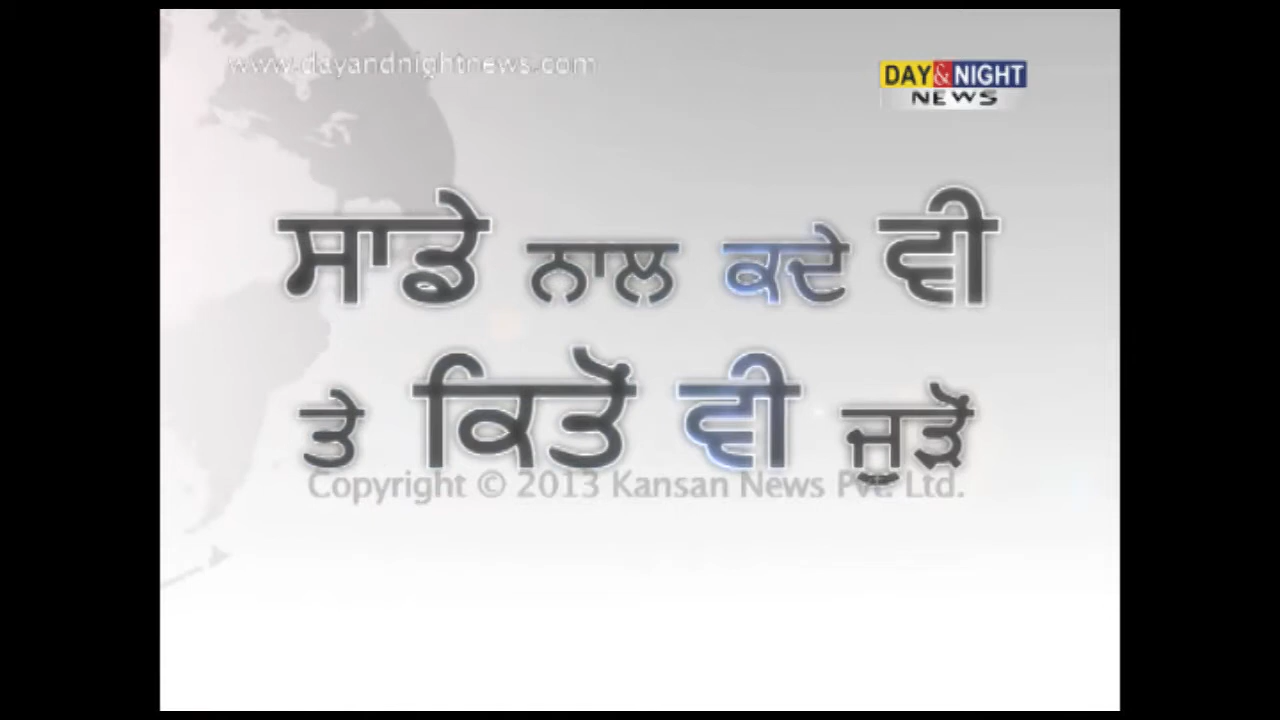 www.dayandnightnews.com
DAY&NIGHT
NEWS
ਸਾਡੇ ਨਾਲ ਕਦੇ ਵੀ
ਤੇ ਕਿਤੋਂ ਵੀ ਜੁੜੋਂ
Copyright © 2013 Kansan News Pvt. Ltd.